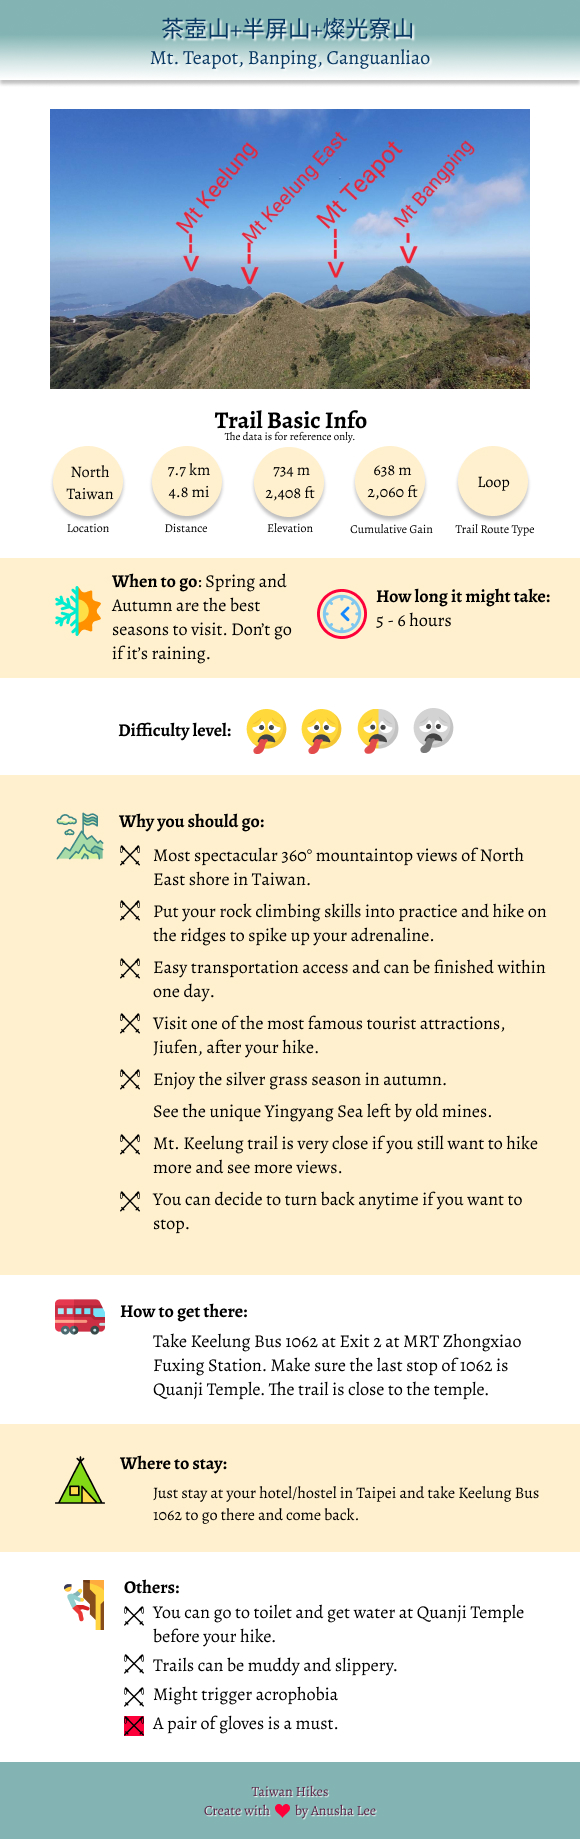 茶壺山+半屏山+燦光寮山
Mt. Teapot, Banping, Canguanliao
Mt Keelung
Mt Keelung East
Mt Teapot
Mt Bangping
Trail Basic Info
The data is for reference only.
North
Taiwan
7.7 km
4.8 mi
734 m
2,408 ft
638 m
2,060 ft
Loop
Location
Distance
Elevation
Cumulative Gain
Trail Route Type
When to go: Spring and
Autumn are the best
seasons to visit. Don't go
if it's raining.
How long it might take:
5 - 6 hours
Difficulty level:
Why you should go:
Most spectacular 360° mountaintop views of North
East shore in Taiwan.
Put your rock climbing skills into practice and hike on
the ridges to spike up your adrenaline.
Easy transportation access and can be finished within
one day.
Visit one of the most famous tourist attractions,
Jiufen, after your hike.
Enjoy the silver grass season in autumn.
See the unique Yingyang Sea left by old mines.
Mt. Keelung trail is very close if you still want to hike
more and see more views.
You can decide to turn back anytime if you want to
stop.
How to get there:
Take Keelung Bus 1062 at Exit 2 at MRT Zhongxiao
Fuxing Station. Make sure the last stop of 1062 is
Quanji Temple. The trail is close to the temple.
Where to stay:
Just stay at your hotel/hostel in Taipei and take Keelung Bus
1062 to go there and come back.
Others:
You can go to toilet and get water at Quanji Temple
before your hike.
Trails can be muddy and slippery.
Might trigger acrophobia
A pair of gloves is a must.
Taiwan Hikes
Create with ❤ by Anusha Lee